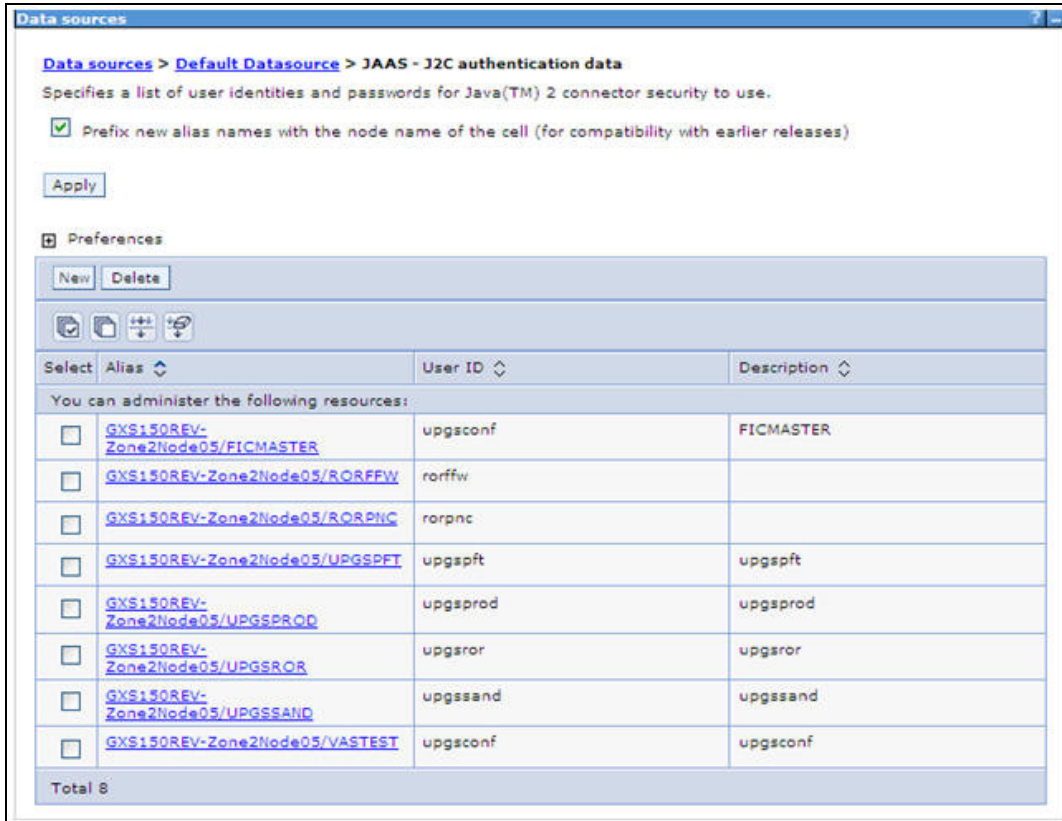 Data sources
Data sources > Default Datasource > JAAS - J2C authentication data
Specifies a list of user identities and passwords for Java(TM) 2 connector security to use.
Prefix new alias names with the node name of the cell (for compatibility with earlier releases)
Apply
Preferences
New Delete
Select Alias User ID Description
You can administer the following resources:
GXS150REV-
Zone2Node05/FICMASTER upgsconf FICMASTER
GXS150REV-Zone2Node05/RORFFW rorffw
GXS150REV-Zone2Node05/RORPNC rorpnc
GXS150REV-Zone2Node05/UPGSPFT upgspft upgspft
GXS150REV-
Zone2Node05/UPGSPROD upgsprod upgsprod
GXS150REV-
Zone2Node05/UPGSROR upgsror upgsror
GXS150REV-
Zone2Node05/UPGSSAND upgssand upgssand
GXS150REV-Zone2Node05/VASTEST upgsconf upgsconf
Total 8